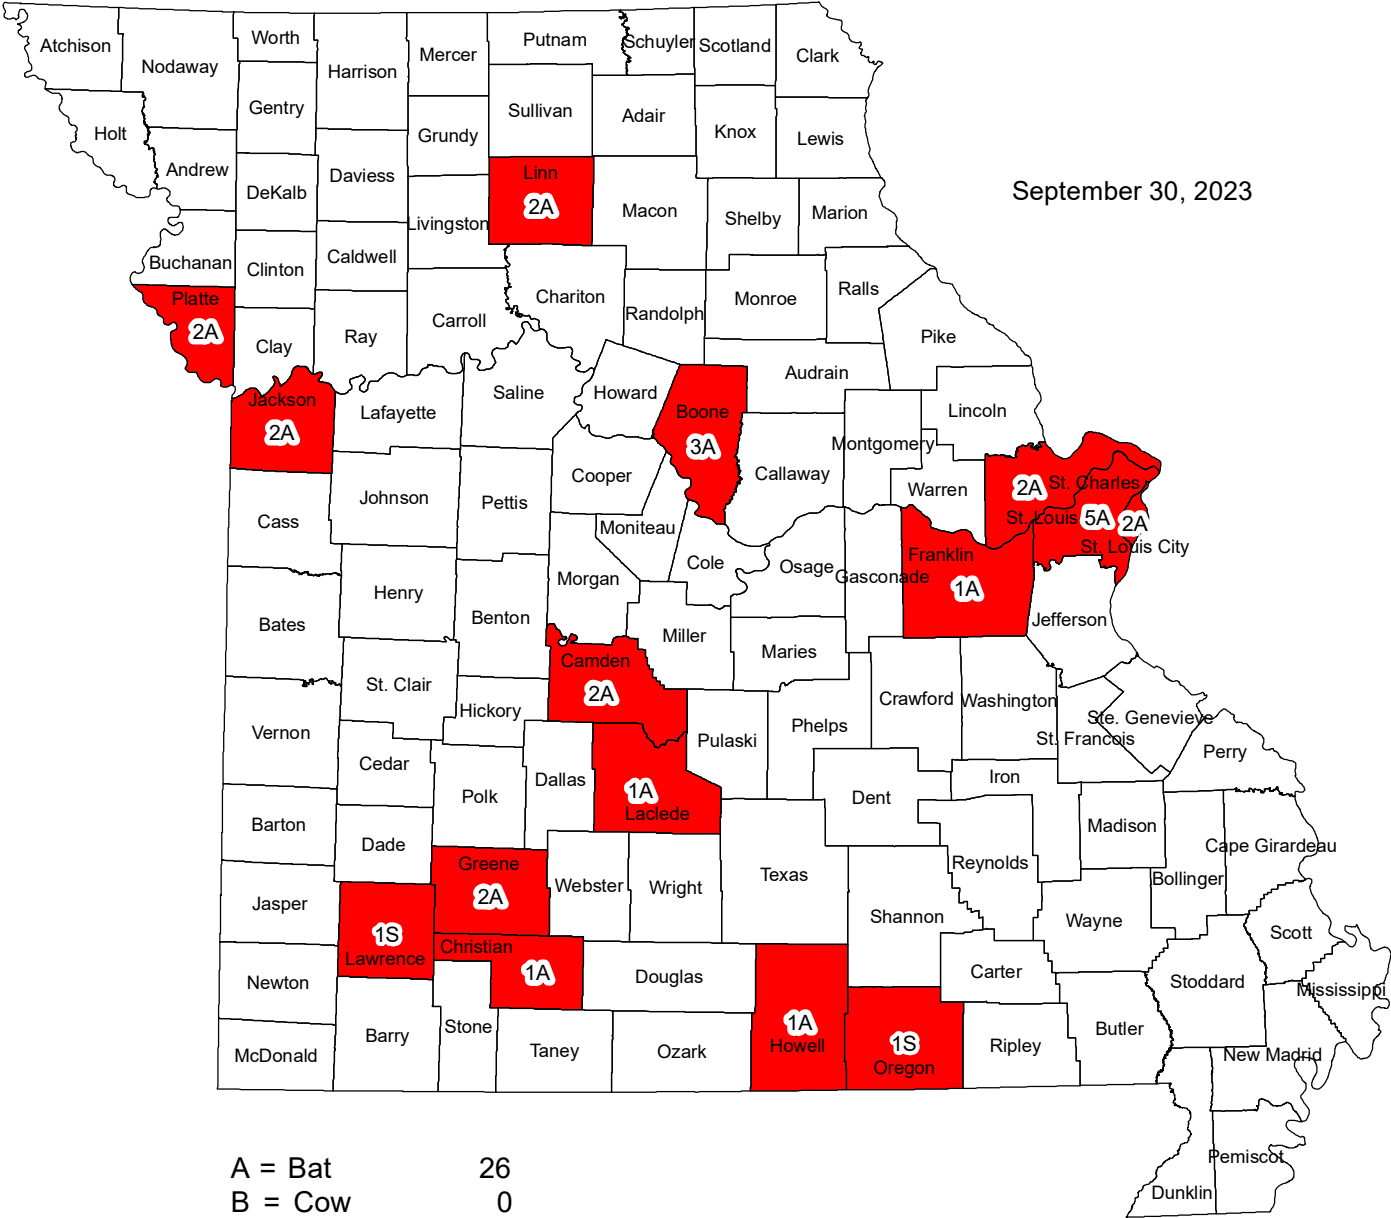 Atchison
Nodaway
Worth
Harrison
Mercer
Putnam
Schuyler
Scotland
Clark
Gentry
Sullivan
Adair
Knox
Lewis
Holt
Grundy
Andrew
DeKalb
Daviess
Linn
2A
Macon
Shelby
Marion
September 30, 2023
Livingston
Buchanan
Clinton
Caldwell
Chariton
Randolph
Monroe
Ralls
Platte
2A
Clay
Ray
Carroll
Pike
Audrain
Jackson
2A
Lafayette
Saline
Howard
Boone
3A
Lincoln
Montgomery
Callaway
Warren
2A
St. Charles
St. Louis
5A
2A
St. Louis City
Cass
Johnson
Pettis
Cooper
Moniteau
Cole
Osage
Gasconade
Franklin
1A
Jefferson
Bates
Henry
Benton
Morgan
Miller
Maries
Camden
2A
St. Clair
Hickory
Vernon
Cedar
Polk
Dallas
1A
Laclede
Pulaski
Phelps
Crawford
Washington
Ste. Genevieve
St. Francois
Perry
Iron
Dent
Barton
Dade
Greene
2A
Webster
Wright
Texas
Reynolds
Madison
Cape Girardeau
Bollinger
Jasper
1S
Lawrence
Christian
1A
Shannon
Wayne
Scott
Newton
Douglas
Carter
Stoddard
Mississippi
McDonald
Barry
Stone
Taney
Ozark
1A
Howell
1S
Oregon
Ripley
Butler
New Madrid
Pemiscot
Dunklin
A = Bat 26
B = Cow 0